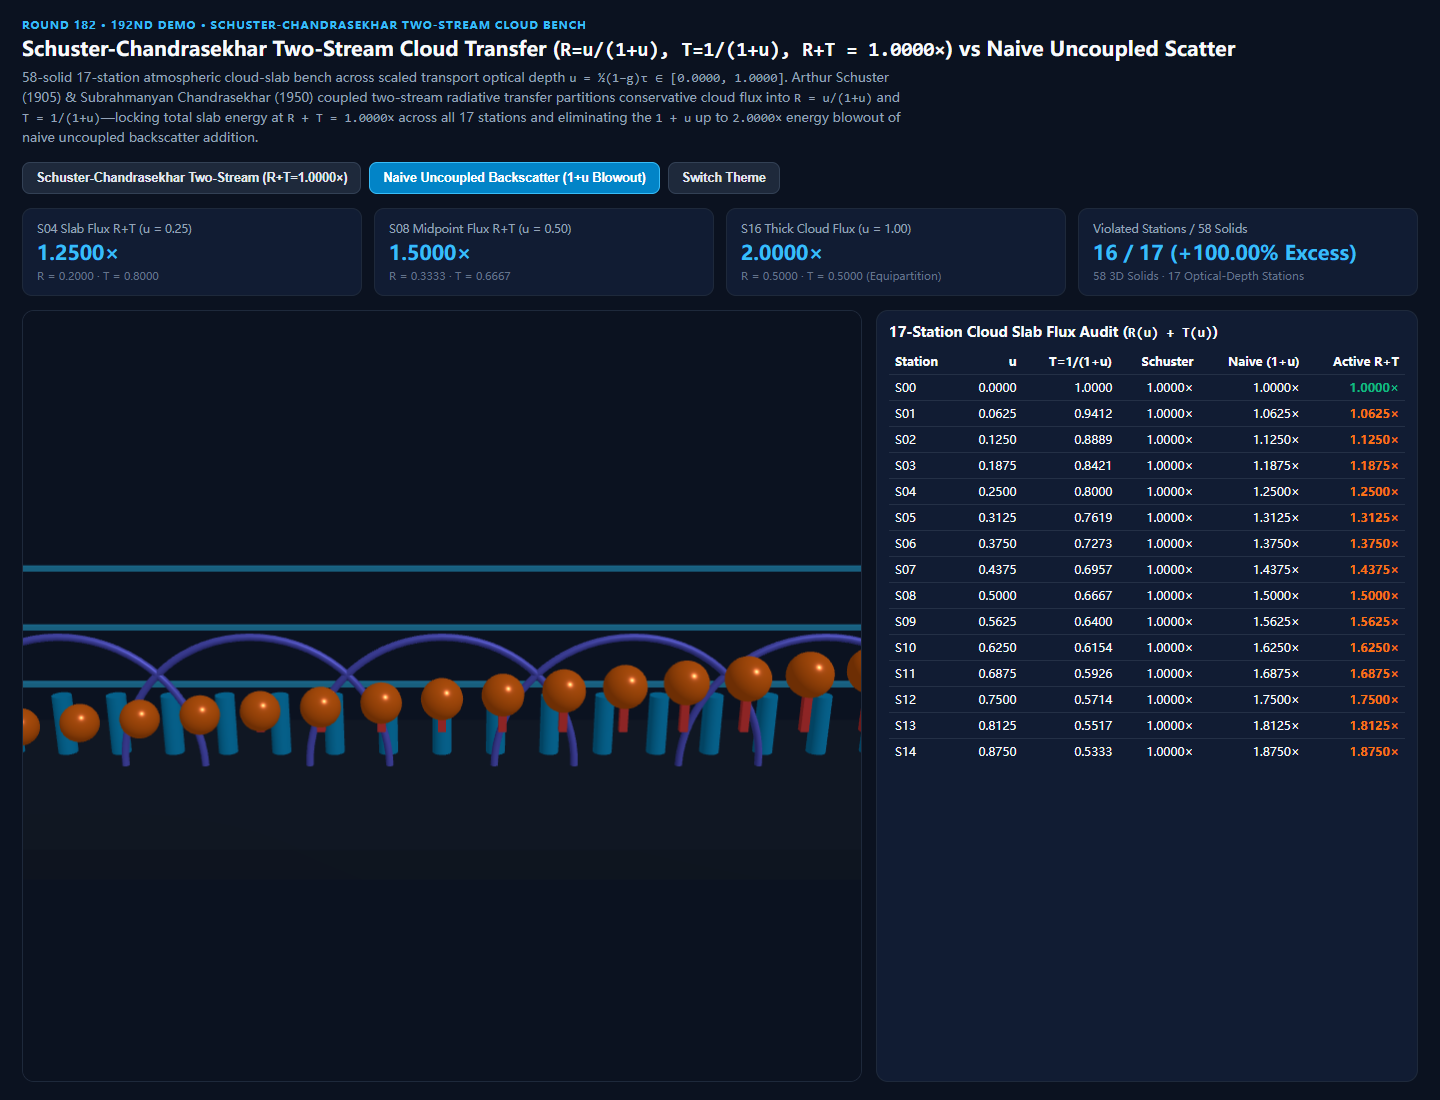 ROUND 182 • 192ND DEMO • SCHUSTER-CHANDRASEKHAR TWO-STREAM CLOUD BENCH
Schuster-Chandrasekhar Two-Stream Cloud Transfer (R=u/(1+u), T=1/(1+u), R+T = 1.0000×) vs Naive Uncoupled Scatter
58-solid 17-station atmospheric cloud-slab bench across scaled transport optical depth u = ½(1−g)τ ∈ [0.0000, 1.0000]. Arthur Schuster
(1905) & Subrahmanyan Chandrasekhar (1950) coupled two-stream radiative transfer partitions conservative cloud flux into R = u/(1+u) and
T = 1/(1+u)—locking total slab energy at R + T = 1.0000× across all 17 stations and eliminating the 1 + u up to 2.0000× energy blowout of
naive uncoupled backscatter addition.
Schuster-Chandrasekhar Two-Stream (R+T=1.0000×) Naive Uncoupled Backscatter (1+u Blowout) Switch Theme
S04 Slab Flux R+T (u = 0.25)
1.2500×
R = 0.2000 · T = 0.8000
S08 Midpoint Flux R+T (u = 0.50)
1.5000×
R = 0.3333 · T = 0.6667
S16 Thick Cloud Flux (u = 1.00)
2.0000×
R = 0.5000 · T = 0.5000 (Equipartition)
Violated Stations / 58 Solids
16 / 17 (+100.00% Excess)
58 3D Solids · 17 Optical-Depth Stations
17-Station Cloud Slab Flux Audit (R(u) + T(u))
Station u T=1/(1+u) Schuster Naive (1+u) Active R+T
S00 0.0000 1.0000 1.0000× 1.0000× 1.0000×
S01 0.0625 0.9412 1.0000× 1.0625× 1.0625×
S02 0.1250 0.8889 1.0000× 1.1250× 1.1250×
S03 0.1875 0.8421 1.0000× 1.1875× 1.1875×
S04 0.2500 0.8000 1.0000× 1.2500× 1.2500×
S05 0.3125 0.7619 1.0000× 1.3125× 1.3125×
S06 0.3750 0.7273 1.0000× 1.3750× 1.3750×
S07 0.4375 0.6957 1.0000× 1.4375× 1.4375×
S08 0.5000 0.6667 1.0000× 1.5000× 1.5000×
S09 0.5625 0.6400 1.0000× 1.5625× 1.5625×
S10 0.6250 0.6154 1.0000× 1.6250× 1.6250×
S11 0.6875 0.5926 1.0000× 1.6875× 1.6875×
S12 0.7500 0.5714 1.0000× 1.7500× 1.7500×
S13 0.8125 0.5517 1.0000× 1.8125× 1.8125×
S14 0.8750 0.5333 1.0000× 1.8750× 1.8750×